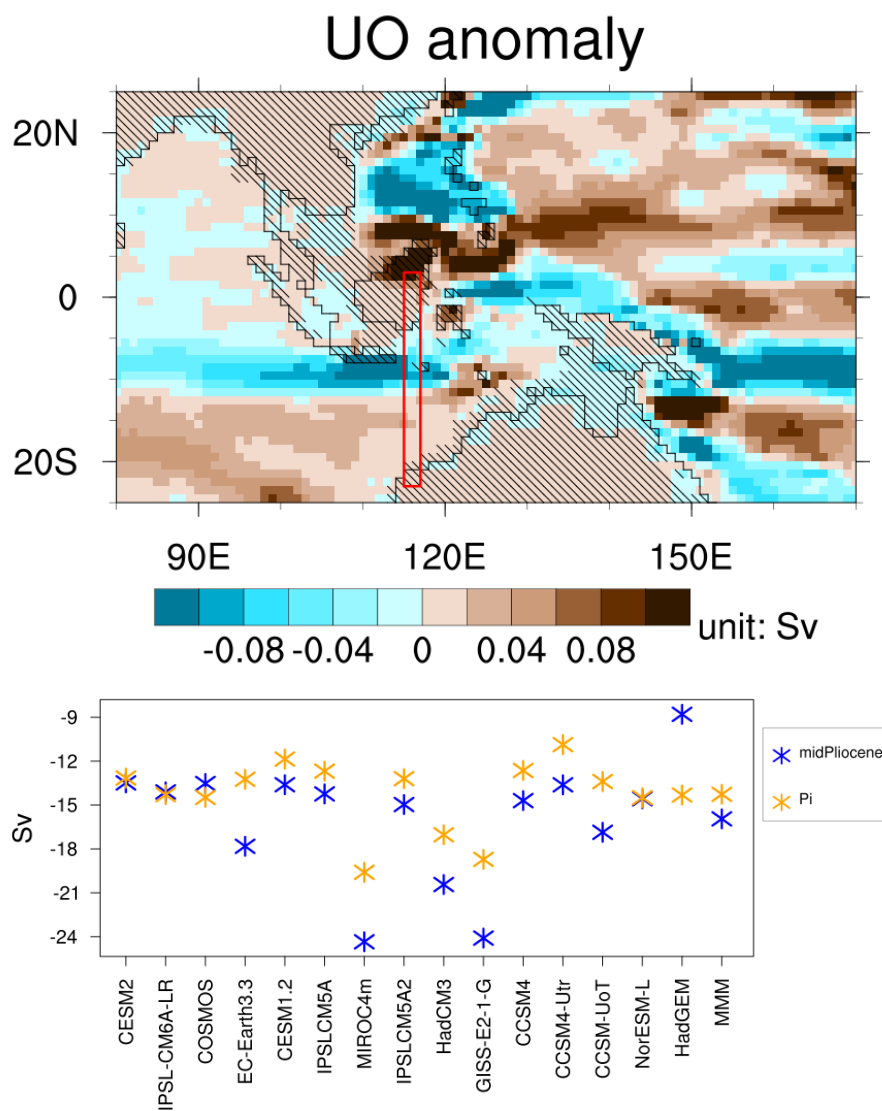 UO anomaly
20N
0
20S
90E 120E 150E
-0.08 -0.04 0 0.04 0.08 unit: Sv
-9
-12
-15
-18
-21
-24
Sv
midPliocene
Pi
CESM2
IPSL-CM6A-LR
COSMOS
EC-Earth3.3
CESM1.2
IPSLCM5A
MIROC4m
IPSLCM5A2
HadCM3
GISS-E2-1-G
CCSM4
CCSM4-Utr
CCSM-UoT
NorESM-L
HadGEM
MMM